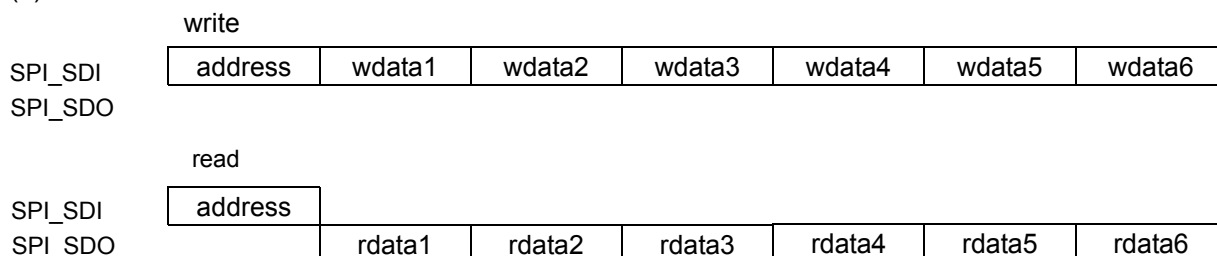 write
SPI_SDI address wdata1 wdata2 wdata3 wdata4 wdata5 wdata6
SPI_SDO
read
SPI_SDI address
SPI_SDO rdata1 rdata2 rdata3 rdata4 rdata5 rdata6